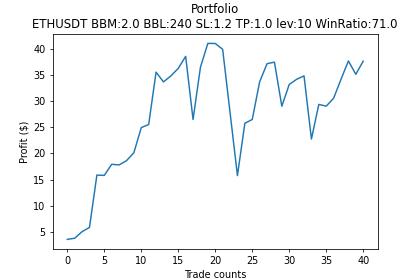 Portfolio
ETHUSDT BBM:2.0 BBL:240 SL:1.2 TP:1.0 lev:10 WinRatio:71.0
40
35
30
25
20
15
10
5
Profit ($)
0 5 10 15 20 25 30 35 40
Trade counts